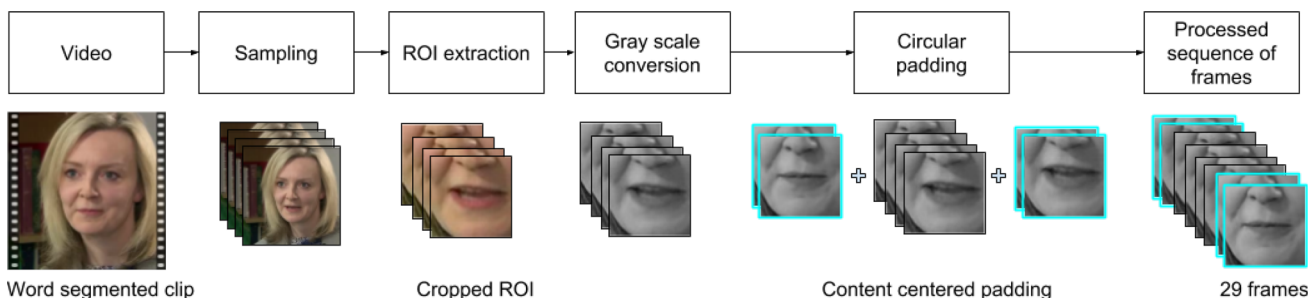 Video
Sampling
ROI extraction
Gray scale
conversion
Circular
padding
Processed
sequence of
frames
Word segmented clip
Cropped ROI
Content centered padding
29 frames